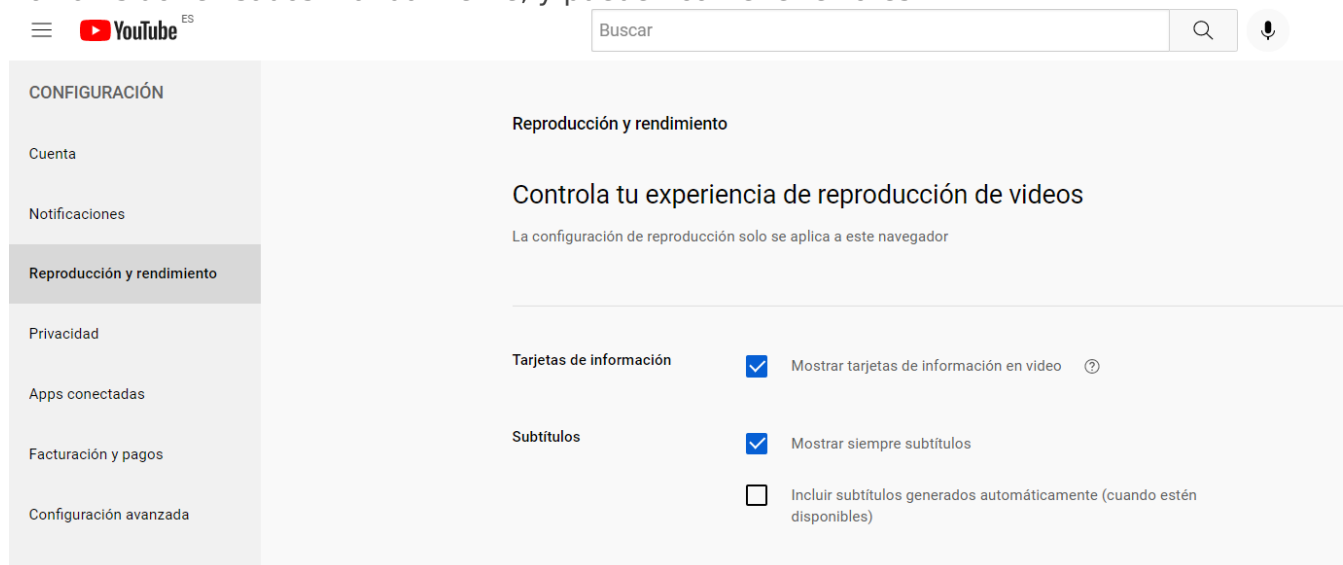 YouTube ES
Buscar
CONFIGURACIÓN
Cuenta
Notificaciones
Reproducción y rendimiento
Privacidad
Apps conectadas
Facturación y pagos
Configuración avanzada
Reproducción y rendimiento
Controla tu experiencia de reproducción de videos
La configuración de reproducción solo se aplica a este navegador
Tarjetas de información
Mostrar tarjetas de información en video
Subtítulos
Mostrar siempre subtítulos
Incluir subtítulos generados automáticamente (cuando estén
disponibles)